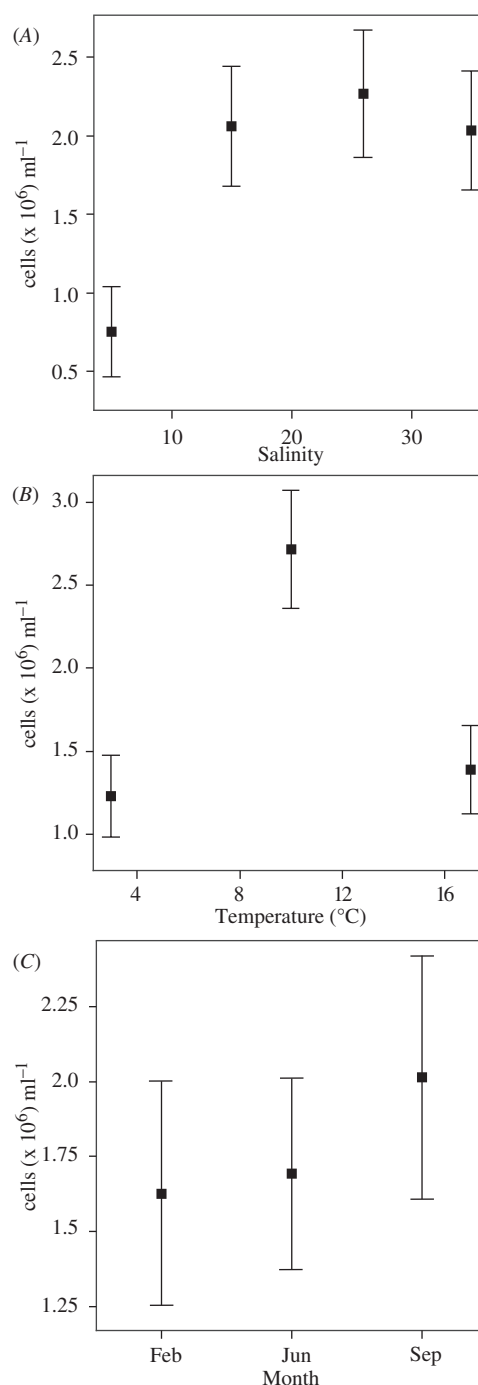 (A)
2.5
2.0
1.5
1.0
0.5
cells (x 10⁶) ml⁻¹
10 20 30
Salinity
(B)
3.0
2.5
2.0
1.5
1.0
cells (x 10⁶) ml⁻¹
4 8 12 16
Temperature (°C)
(C)
2.25
2.0
1.75
1.5
1.25
cells (x 10⁶) ml⁻¹
Feb Jun Sep
Month